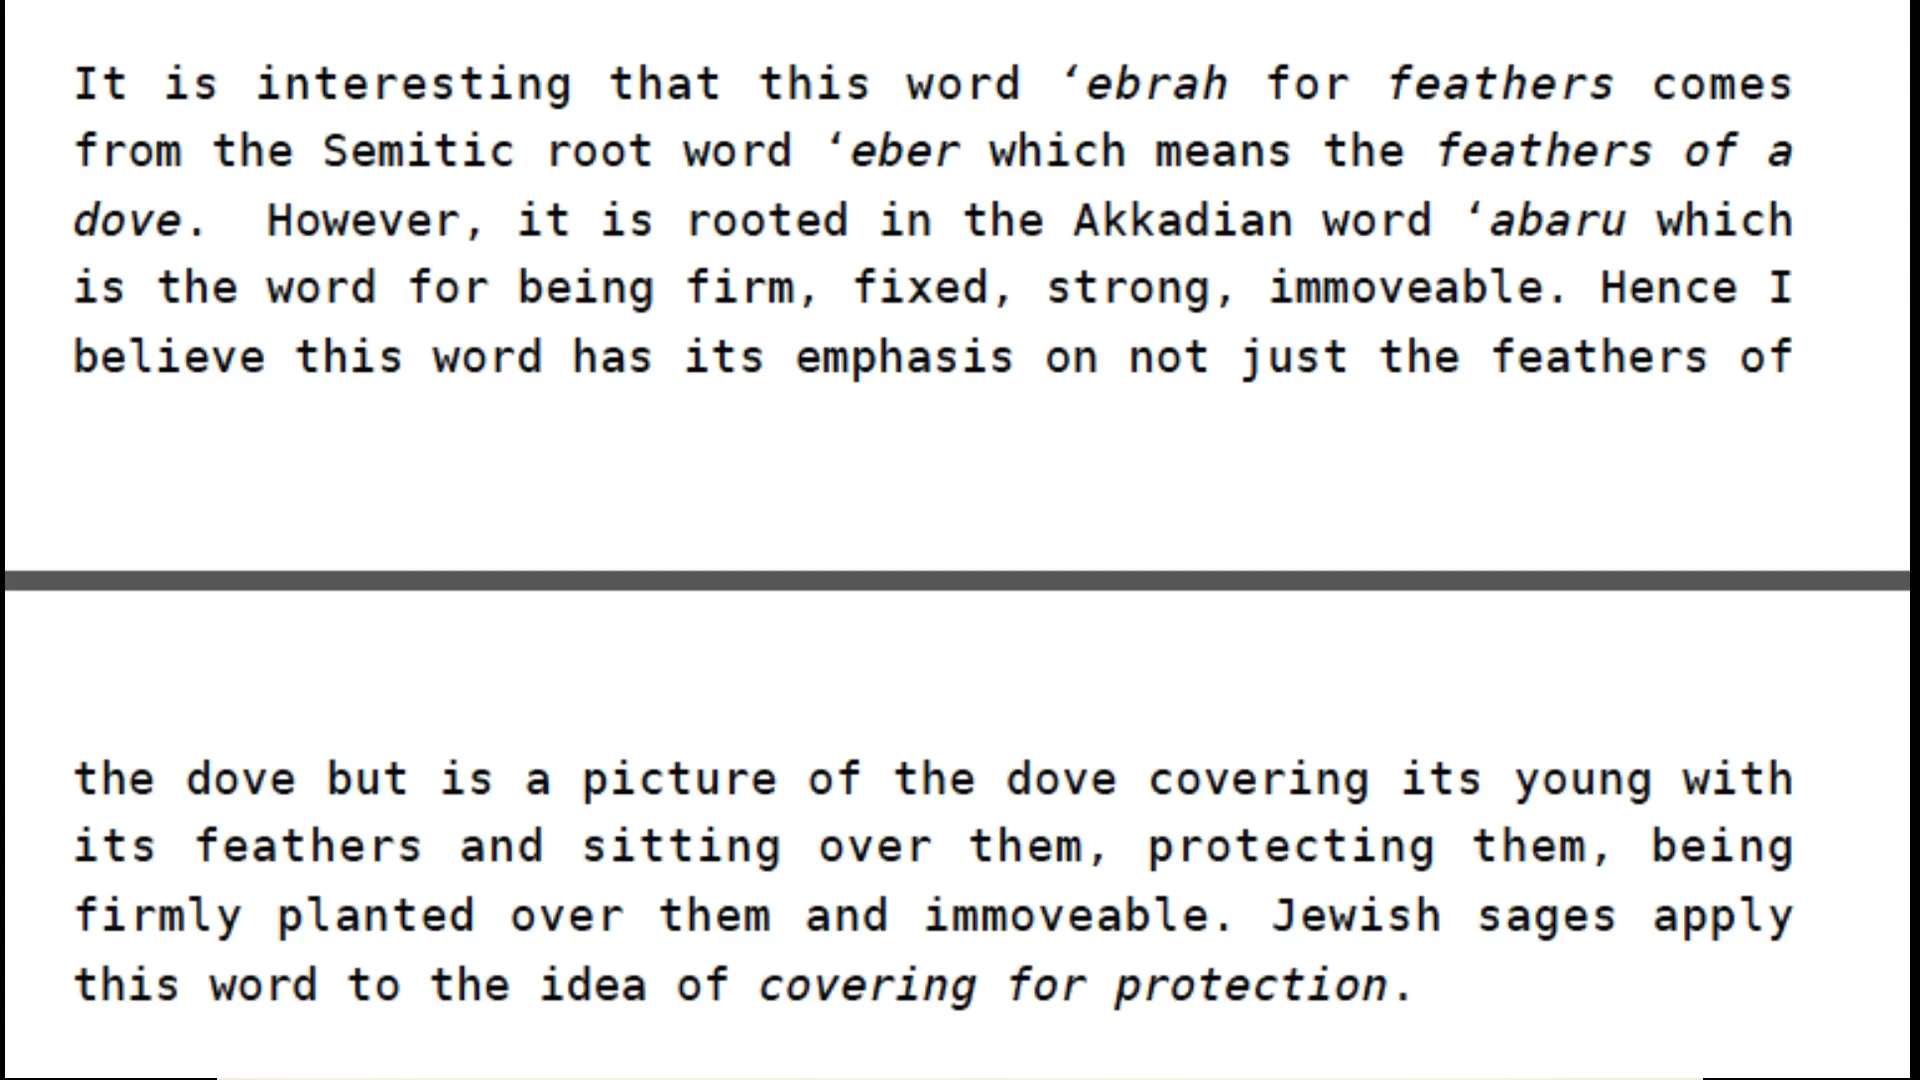 It is interesting that this word ‘ebrah for feathers comes
from the Semitic root word ‘eber which means the feathers of a
dove. However, it is rooted in the Akkadian word ‘abaru which
is the word for being firm, fixed, strong, immoveable. Hence I
believe this word has its emphasis on not just the feathers of
the dove but is a picture of the dove covering its young with
its feathers and sitting over them, protecting them, being
firmly planted over them and immoveable. Jewish sages apply
this word to the idea of covering for protection.